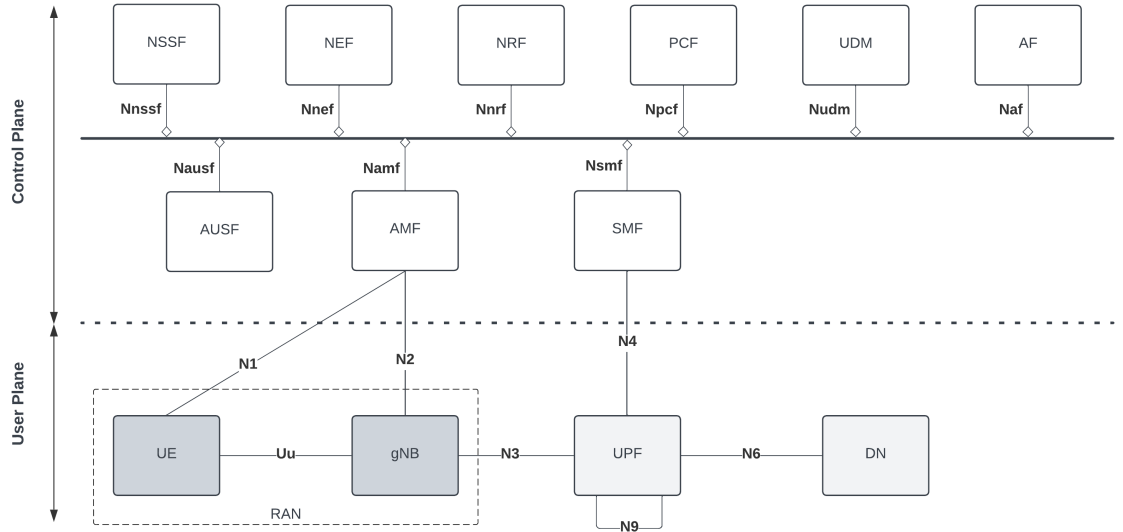 NSSF
NEF
NRF
PCF
UDM
AF
Nnssf
Nnef
Nnrf
Npcf
Nudm
Naf
Control Plane
Nausf
Namf
Nsmf
AUSF
AMF
SMF
N4
N1
N2
User Plane
UE
Uu
gNB
N3
UPF
N6
DN
RAN
N9